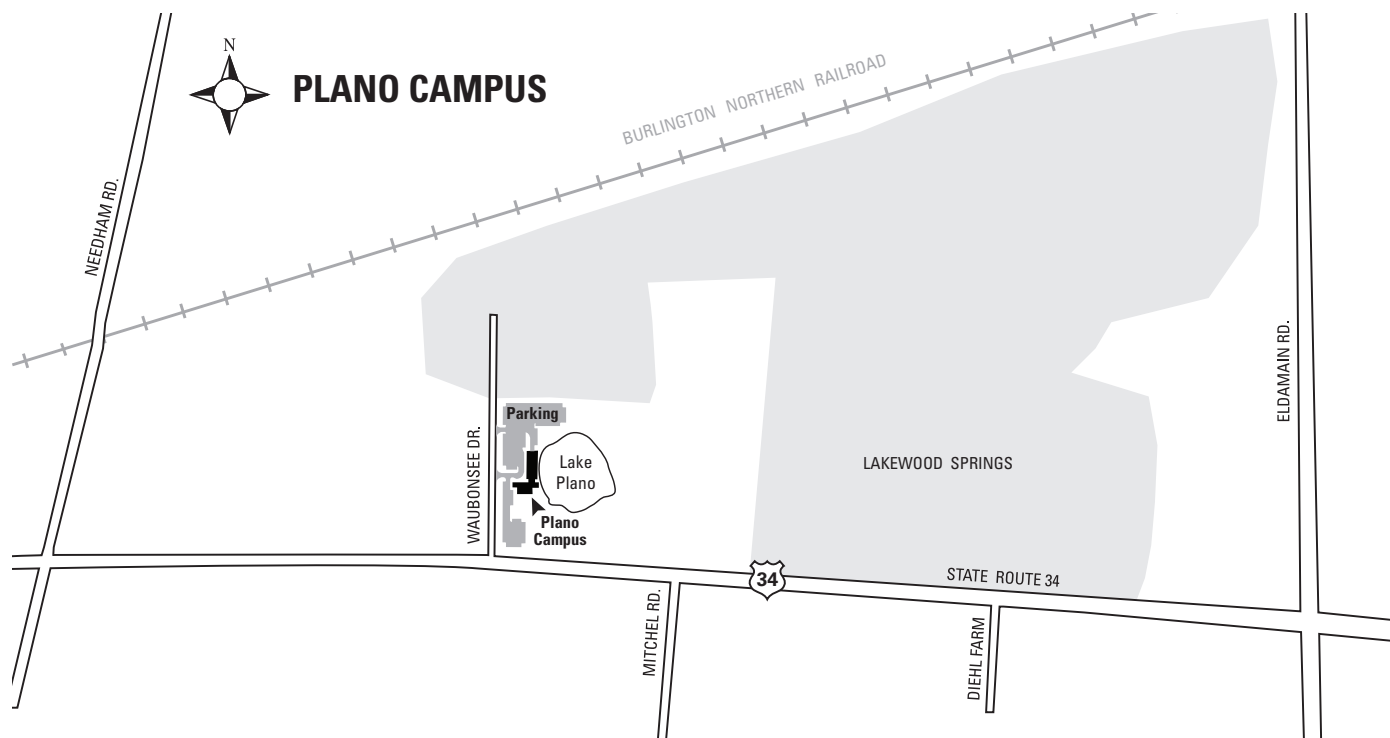 N
PLANO CAMPUS
BURLINGTON NORTHERN RAILROAD
NEEDHAM RD.
ELDAMAIN RD.
Parking
WAUBONSEE DR.
Lake
Plano
LAKEWOOD SPRINGS
Plano
Campus
34
STATE ROUTE 34
MITCHEL RD.
DIEHL FARM